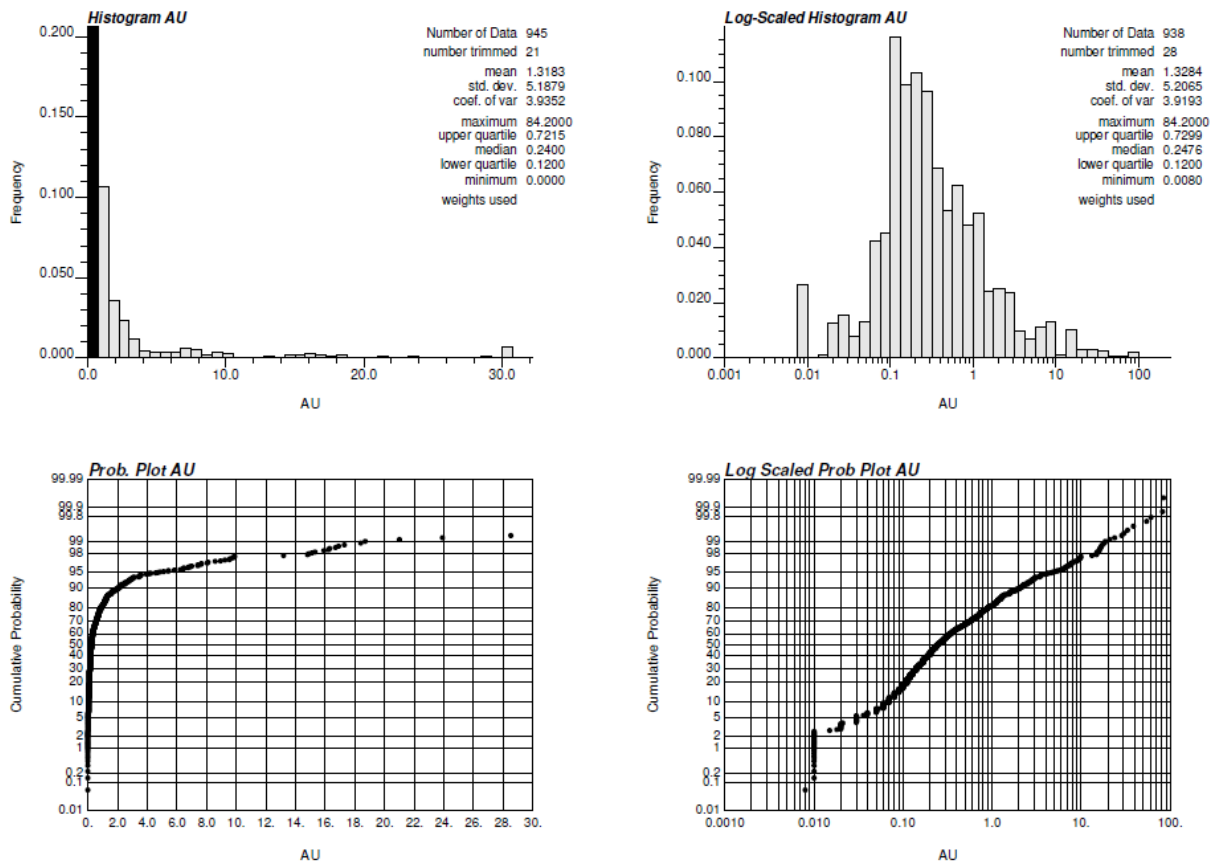 Histogram AU
Number of Data 945
number trimmed 21
mean 1.3183
std. dev. 5.1879
coef. of var 3.9352
maximum 84.2000
upper quartile 0.7215
median 0.2400
lower quartile 0.1200
minimum 0.0000
weights used
Frequency
0.200
0.150
0.100
0.050
0.000
0.0 10.0 20.0 30.0
AU
Log-Scaled Histogram AU
Number of Data 938
number trimmed 28
mean 1.3284
std. dev. 5.2065
coef. of var 3.9193
maximum 84.2000
upper quartile 0.7299
median 0.2476
lower quartile 0.1200
minimum 0.0080
weights used
Frequency
0.100
0.080
0.060
0.040
0.020
0.000
0.001 0.01 0.1 1 10 100
AU
Prob. Plot AU
Cumulative Probability
99.99
99.9
99.8
99
98
95
90
80
70
60
50
40
30
20
10
5
2
1
0.2
0.1
0.01
0. 2.0 4.0 6.0 8.0 10. 12. 14. 16. 18. 20. 22. 24. 26. 28. 30.
AU
Log Scaled Prob Plot AU
Cumulative Probability
99.99
99.9
99.8
99
98
95
90
80
70
60
50
40
30
20
10
5
2
1
0.2
0.1
0.01
0.0010 0.010 0.10 1.0 10. 100.
AU